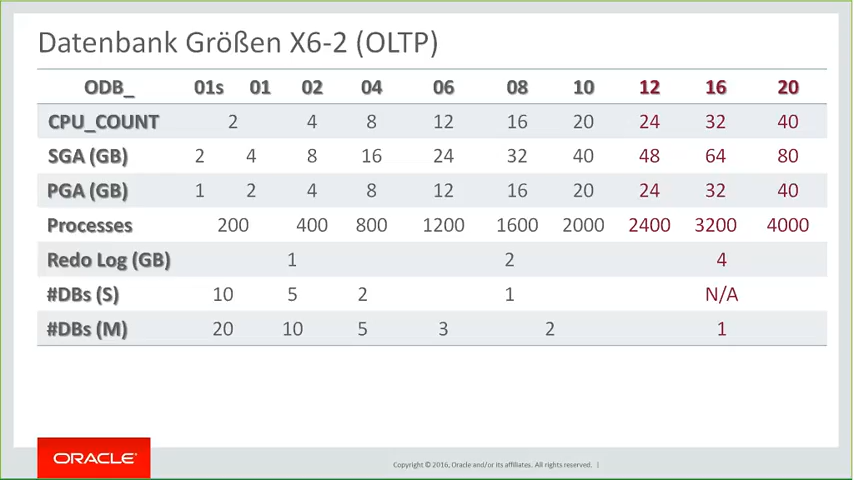 Datenbank Größen X6-2 (OLTP)
ODB_ 01s 01 02 04 06 08 10 12 16 20
CPU_COUNT 2 4 8 12 16 20 24 32 40
SGA (GB) 2 4 8 16 24 32 40 48 64 80
PGA (GB) 1 2 4 8 12 16 20 24 32 40
Processes 200 400 800 1200 1600 2000 2400 3200 4000
Redo Log (GB) 1 2 4
#DBs (S) 10 5 2 1 N/A
#DBs (M) 20 10 5 3 2 1
ORACLE
Copyright © 2016, Oracle and/or its affiliates. All rights reserved. |